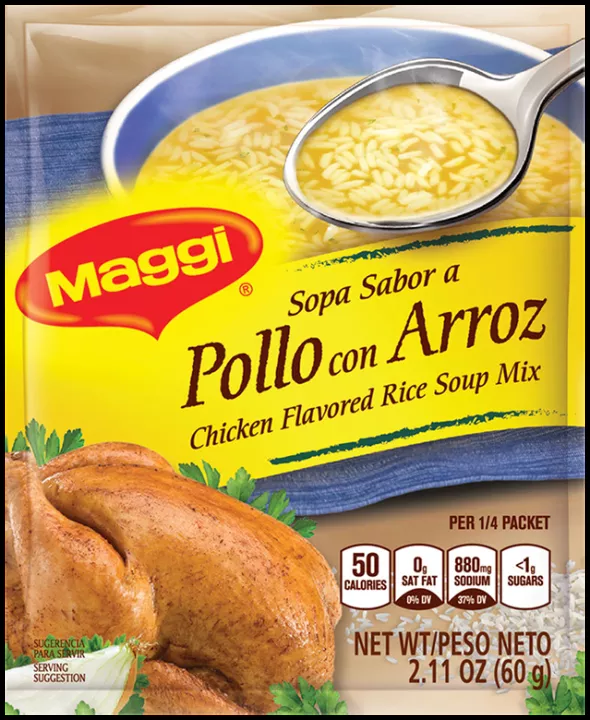 Maggi®
Sopa Sabor a
Pollo con Arroz
Chicken Flavored Rice Soup Mix
PER 1/4 PACKET
50 CALORIES
0g SAT FAT 0% DV
880mg SODIUM 37% DV
<1g SUGARS
NET WT/PESO NETO
2.11 OZ (60 g)
SUGERENCIA
PARA SERVIR
SERVING
SUGGESTION